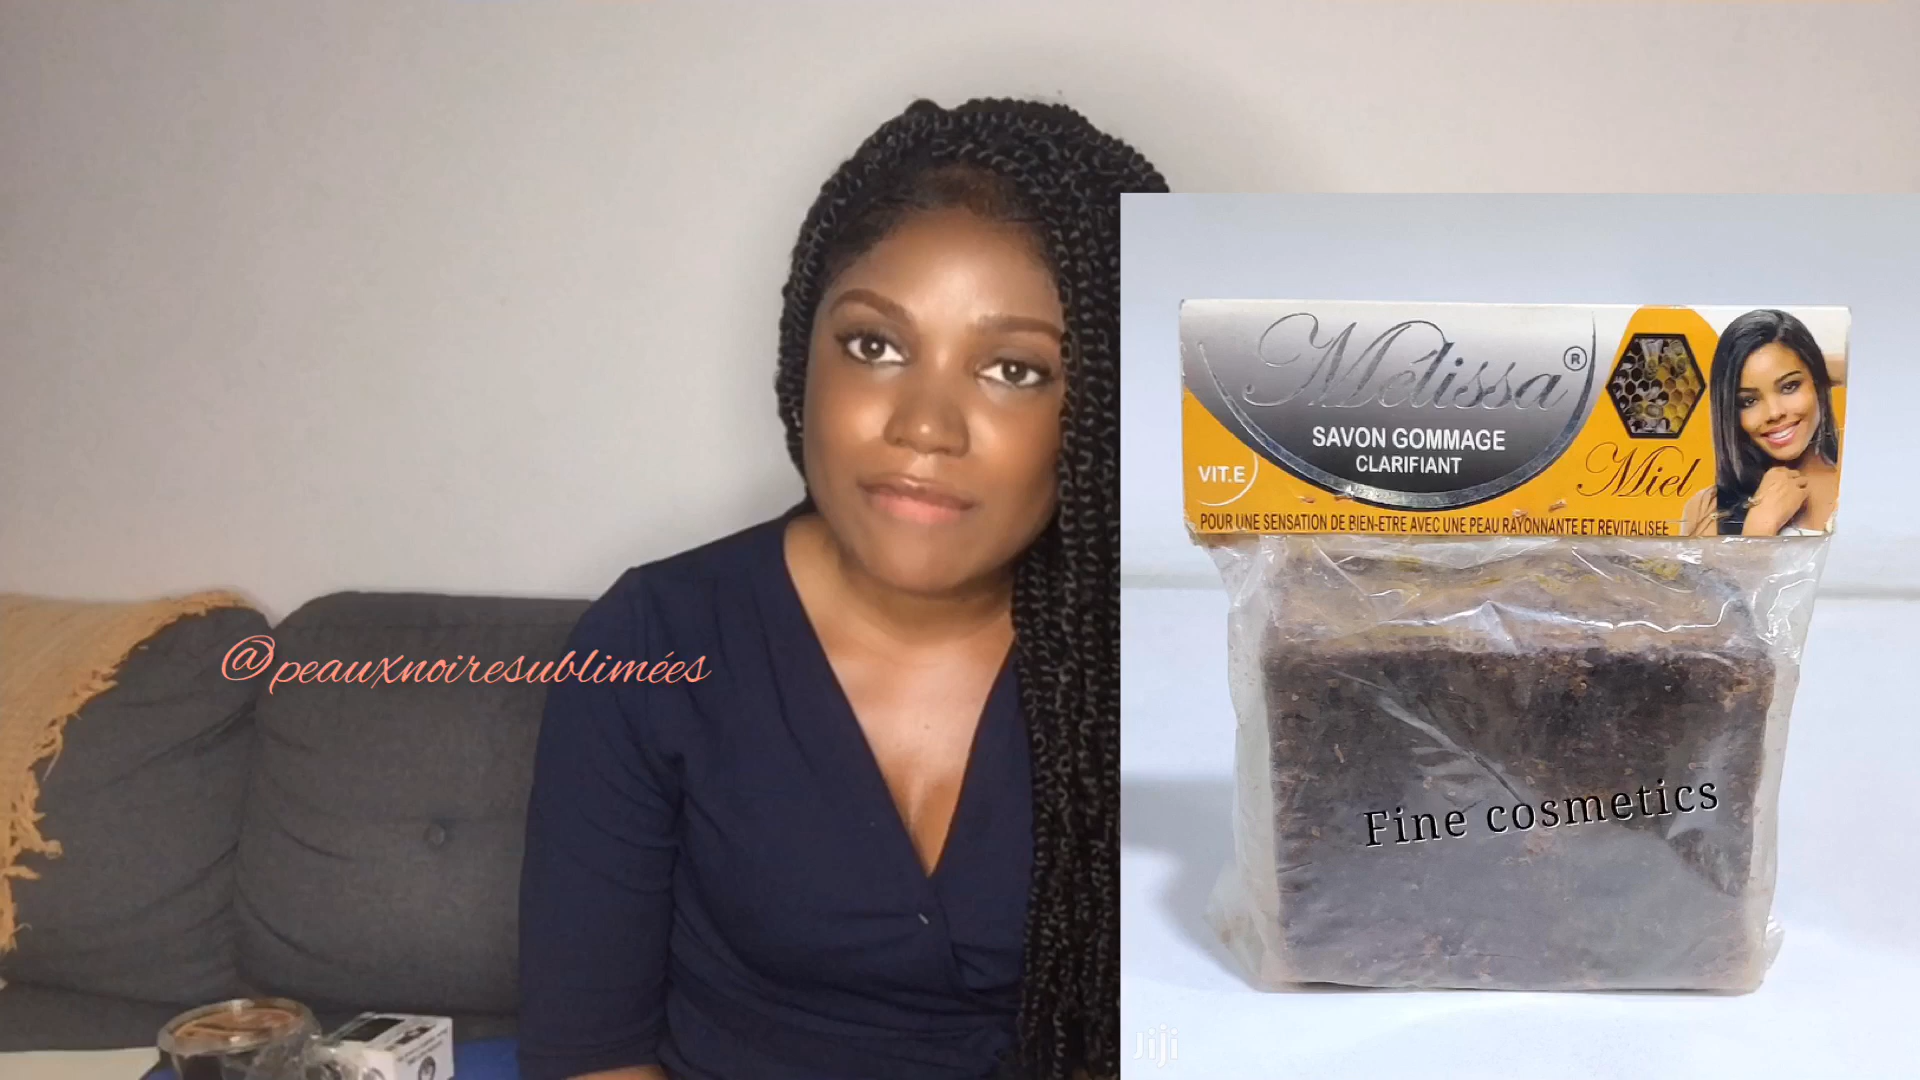 @peauxnoiresublimées
Mélissa ®
SAVON GOMMAGE
CLARIFIANT
VIT.E
Miel
POUR UNE SENSATION DE BIEN-ETRE AVEC UNE PEAU RAYONNANTE ET REVITALISEE
Fine cosmetics
Jiji